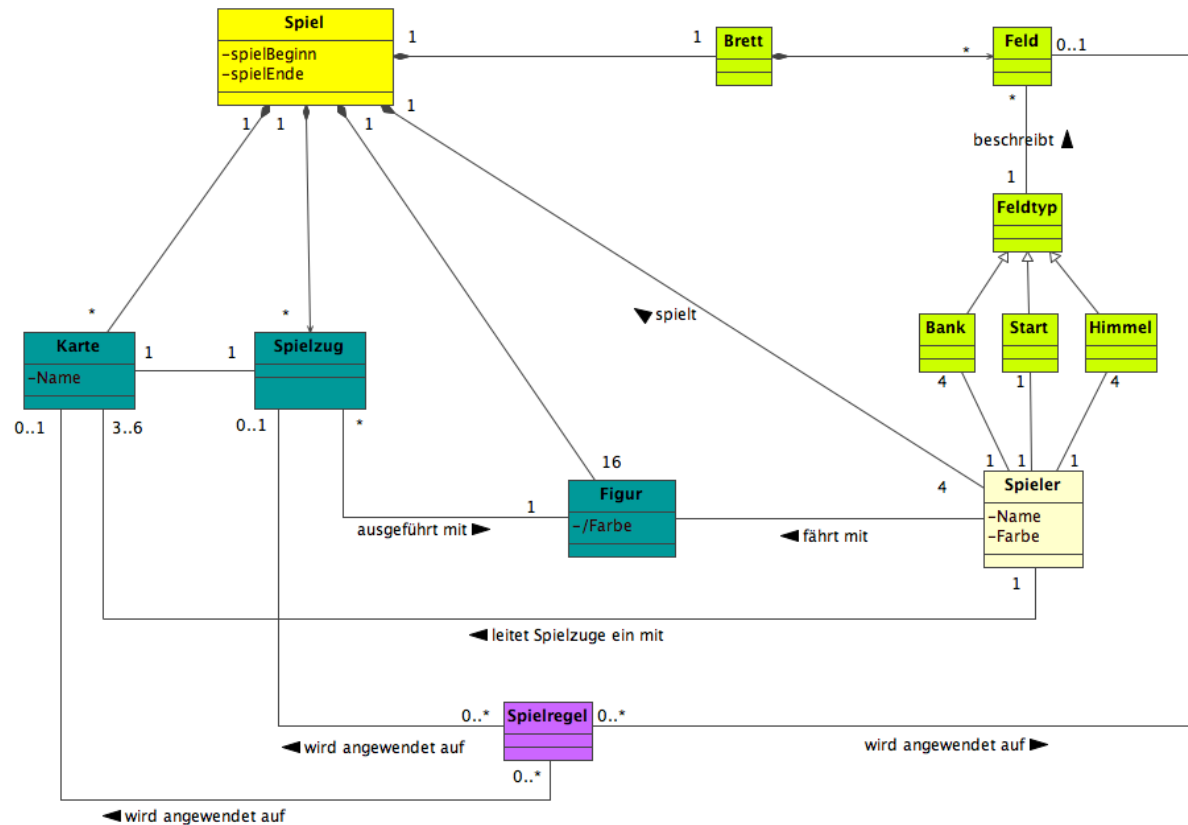 Spiel
-spielBeginn
-spielEnde
1
1
Brett
*
Feld
0..1
1
1
1
1
*
beschreibt
1
Feldtyp
*
*
spielt
Bank
Start
Himmel
4
1
4
Karte
-Name
1
1
Spielzug
0..1
3..6
0..1
*
16
1
1
1
4
Spieler
-Name
-Farbe
1
Figur
-/Farbe
ausgeführt mit
fährt mit
1
leitet Spielzuge ein mit
0..*
Spielregel
0..*
wird angewendet auf
wird angewendet auf
0..*
wird angewendet auf